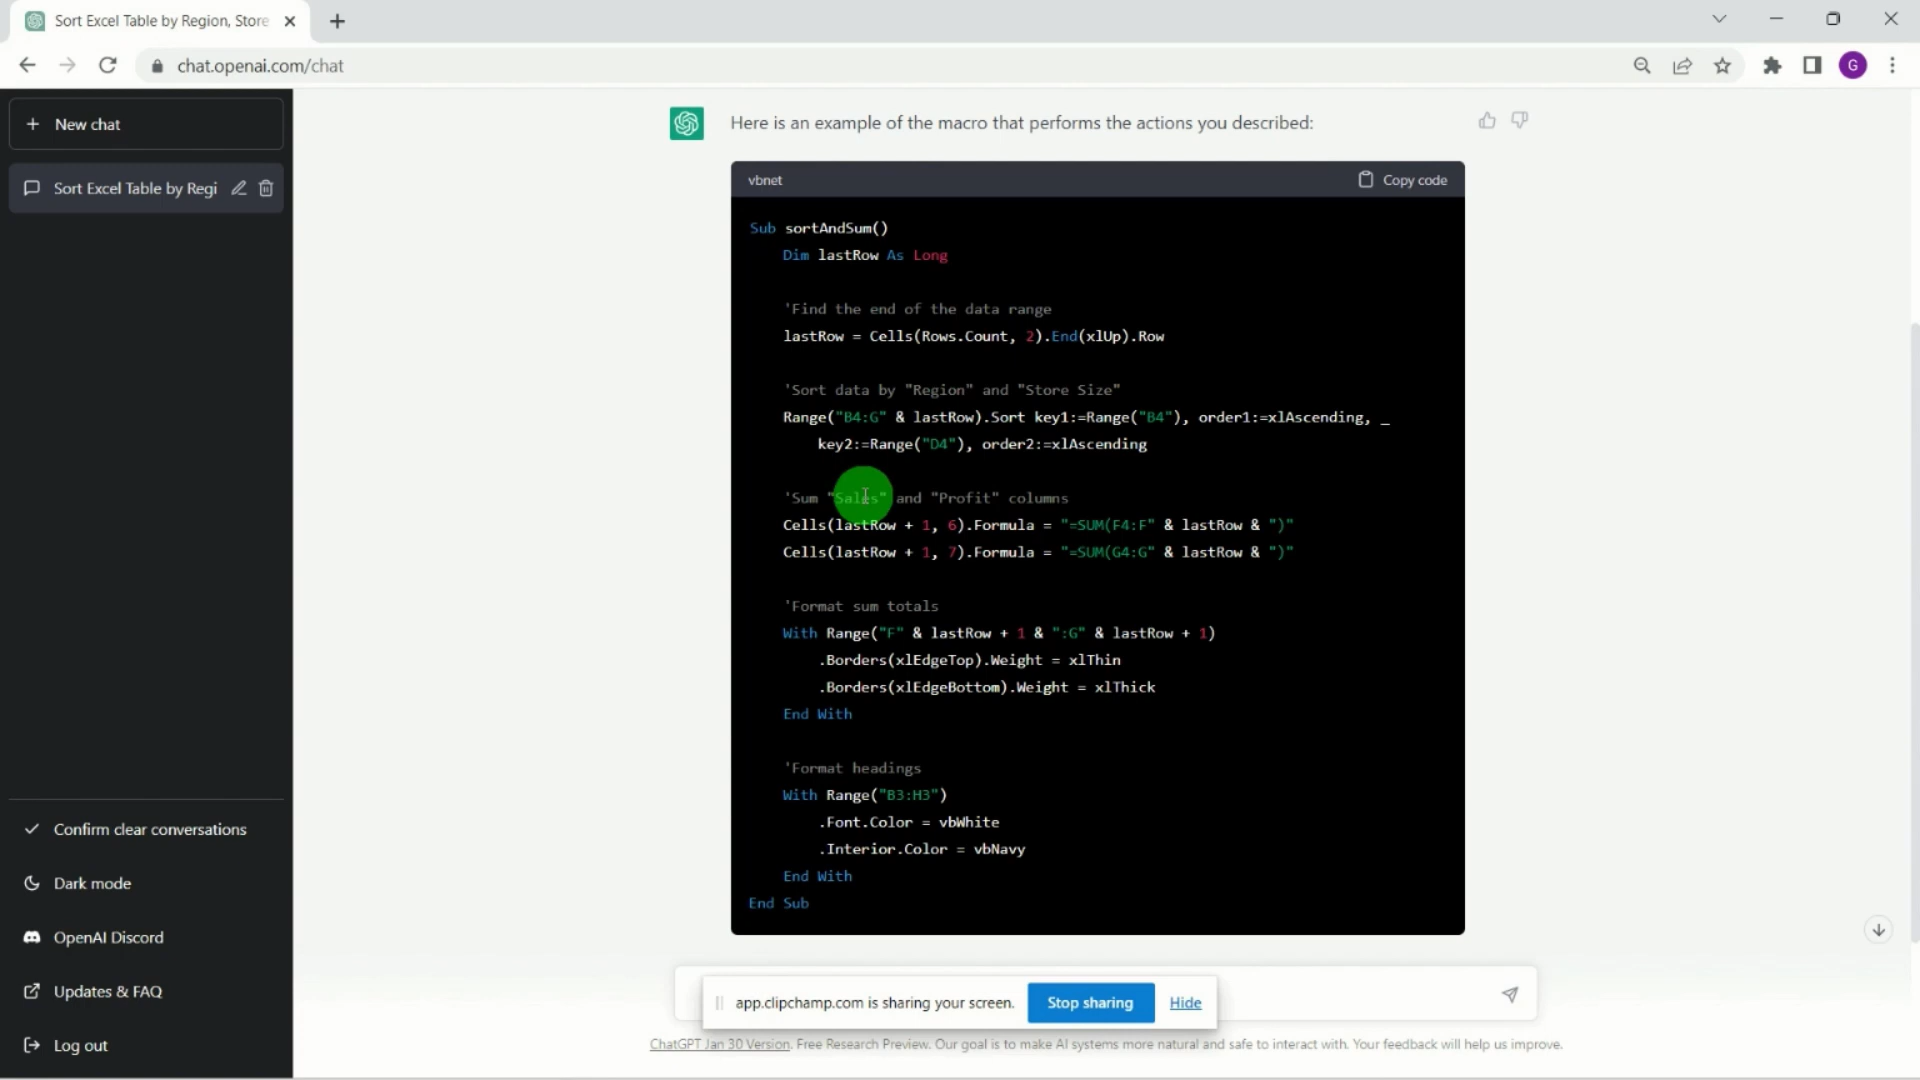 Sort Excel Table by Region, Store
chat.openai.com/chat
G
New chat
Sort Excel Table by Regi
Here is an example of the macro that performs the actions you described:
vbnet
Copy code
Sub sortAndSum()
Dim lastRow As Long
'Find the end of the data range
lastRow = Cells(Rows.Count, 2).End(xlUp).Row
'Sort data by "Region" and "Store Size"
Range("B4:G" & lastRow).Sort key1:=Range("B4"), order1:=xlAscending, _
key2:=Range("D4"), order2:=xlAscending
'Sum "Sales" and "Profit" columns
Cells(lastRow + 1, 6).Formula = "=SUM(F4:F" & lastRow & ")"
Cells(lastRow + 1, 7).Formula = "=SUM(G4:G" & lastRow & ")"
'Format sum totals
With Range("F" & lastRow + 1 & ":G" & lastRow + 1)
.Borders(xlEdgeTop).Weight = xlThin
.Borders(xlEdgeBottom).Weight = xlThick
End With
'Format headings
With Range("B3:H3")
.Font.Color = vbWhite
.Interior.Color = vbNavy
End With
End Sub
Confirm clear conversations
Dark mode
OpenAI Discord
Updates & FAQ
Log out
app.clipchamp.com is sharing your screen.
Stop sharing
Hide
ChatGPT Jan 30 Version. Free Research Preview. Our goal is to make AI systems more natural and safe to interact with. Your feedback will help us improve.